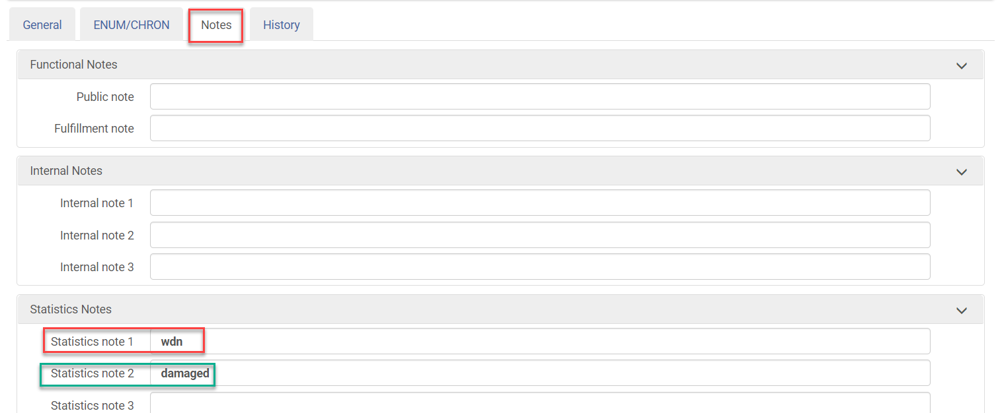 General ENUM/CHRON Notes History
Functional Notes
Public note
Fulfillment note
Internal Notes
Internal note 1
Internal note 2
Internal note 3
Statistics Notes
Statistics note 1 wdn
Statistics note 2 damaged
Statistics note 3